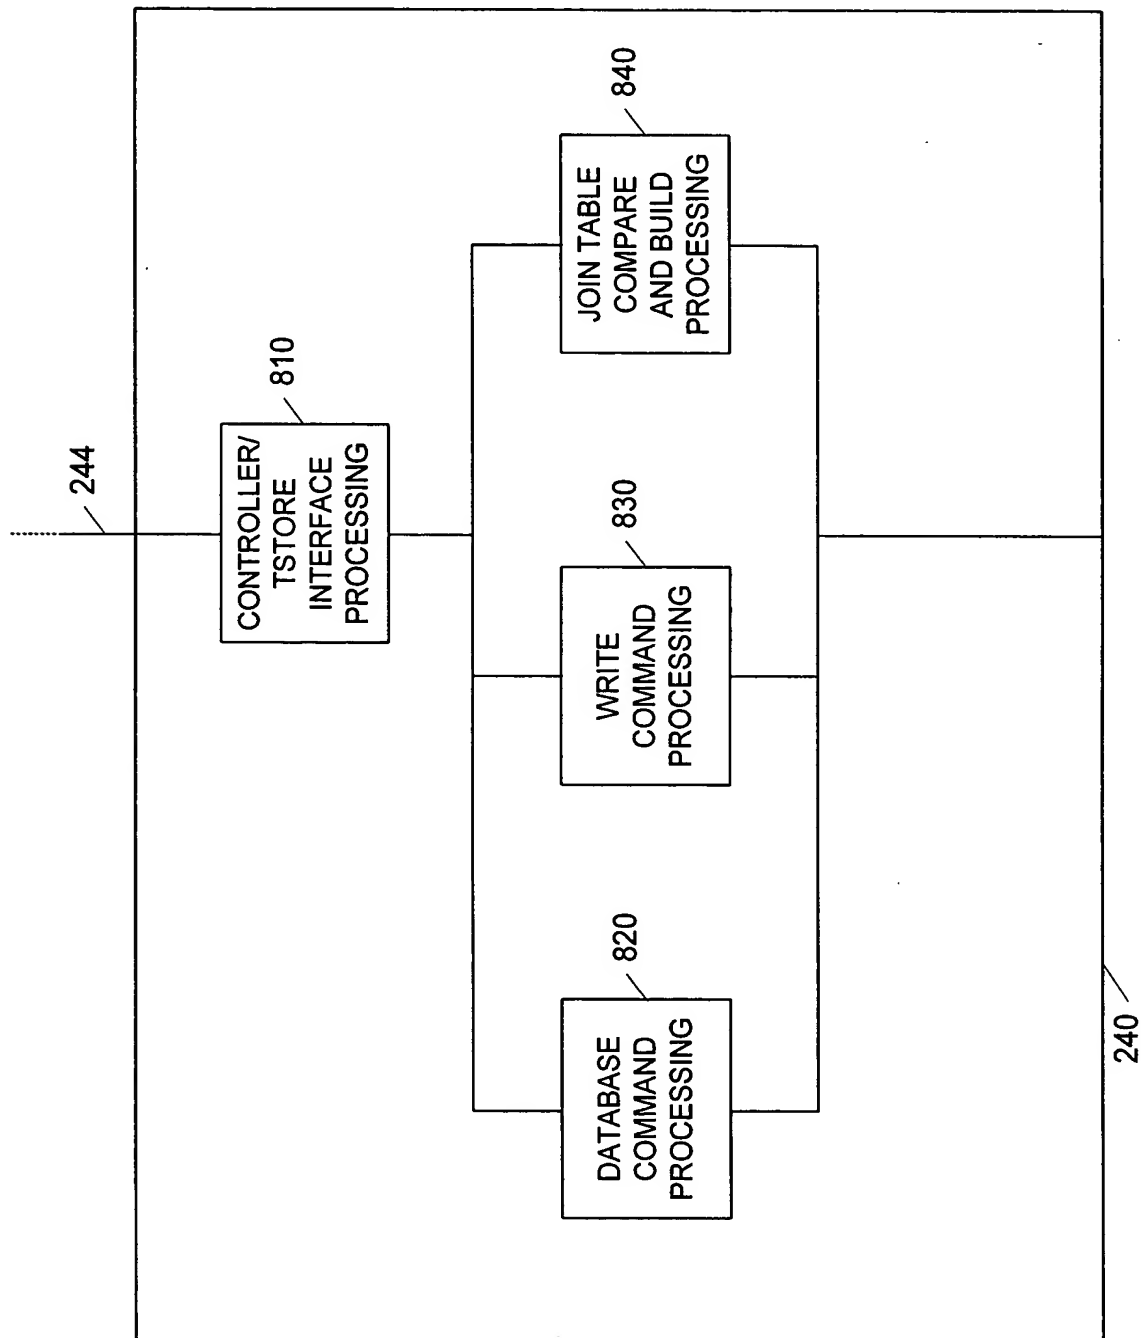 244
CONTROLLER/
TSTORE
INTERFACE
PROCESSING
810
DATABASE
COMMAND
PROCESSING
820
WRITE
COMMAND
PROCESSING
830
JOIN TABLE
COMPARE
AND BUILD
PROCESSING
840
240